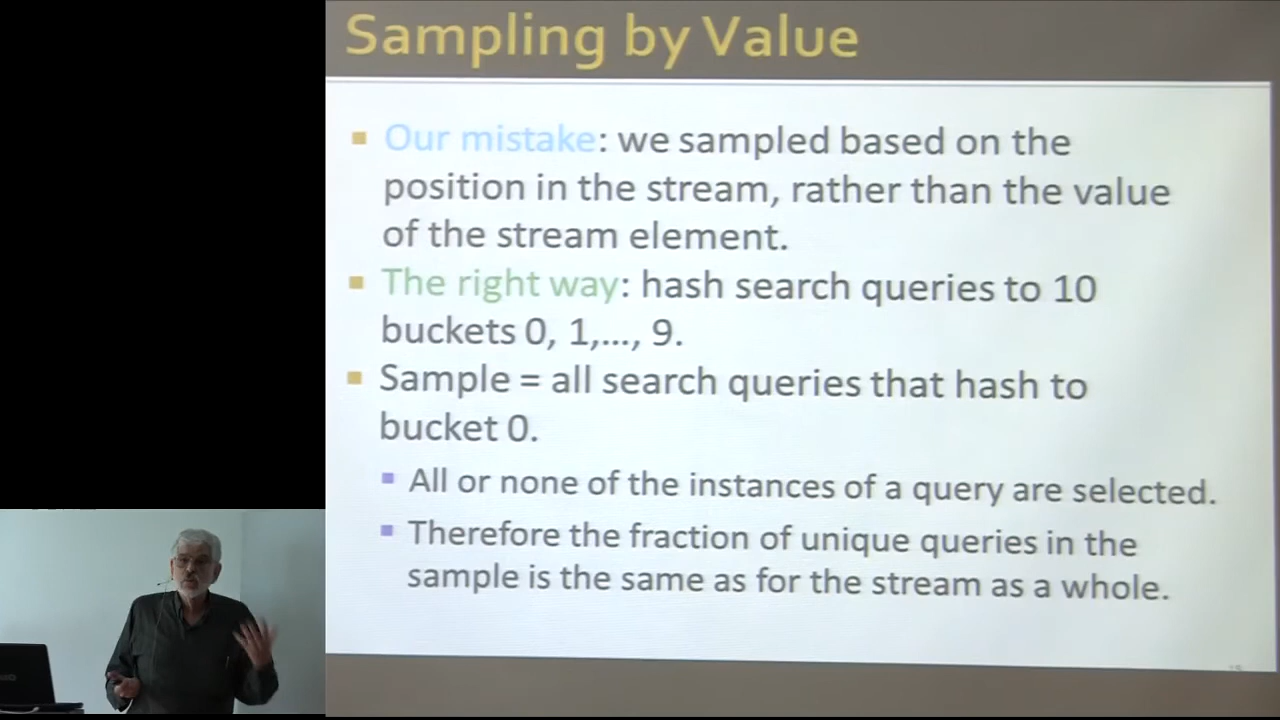 Sampling by Value
Our mistake: we sampled based on the
position in the stream, rather than the value
of the stream element.
The right way: hash search queries to 10
buckets 0, 1,..., 9.
Sample = all search queries that hash to
bucket 0.
All or none of the instances of a query are selected.
Therefore the fraction of unique queries in the
sample is the same as for the stream as a whole.